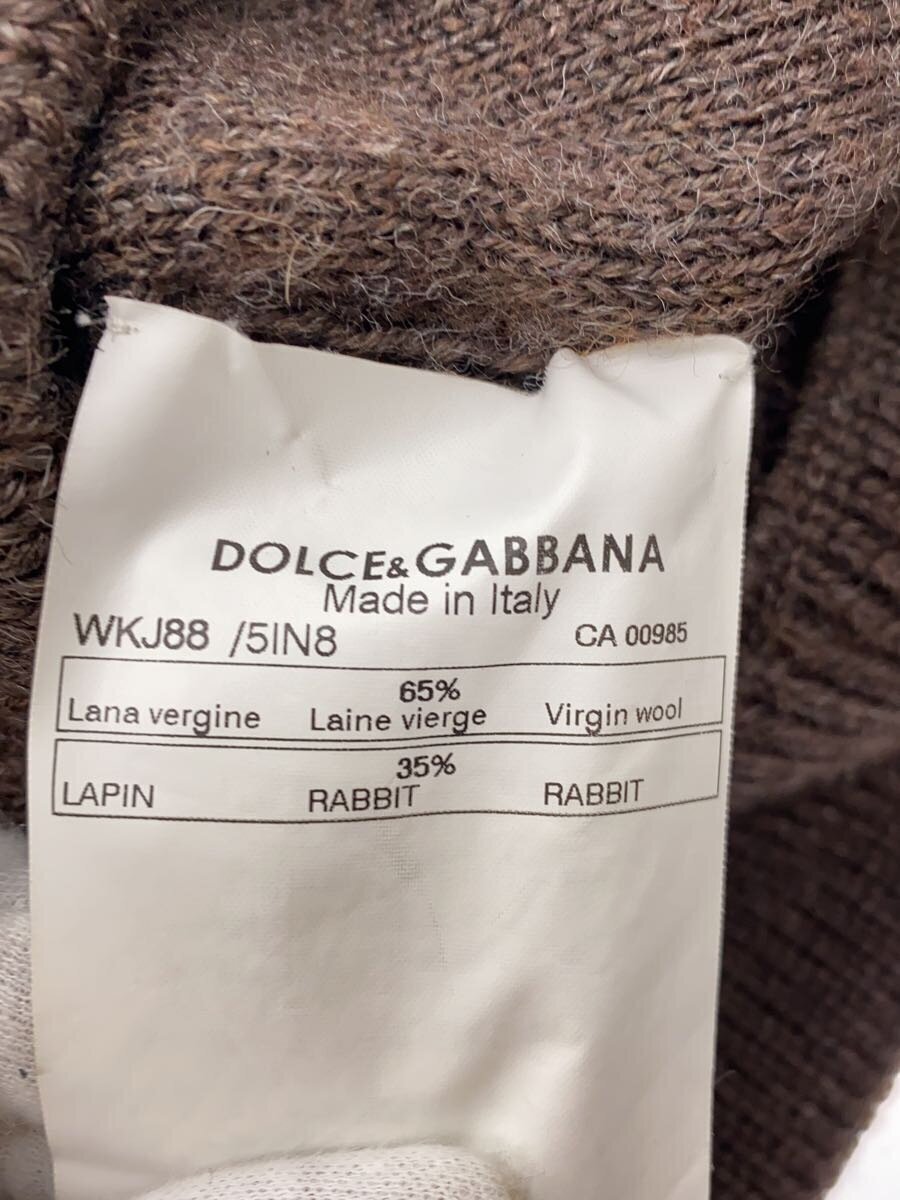 DOLCE&GABBANA
Made in Italy
WKJ88 /5IN8 CA 00985
65%
Lana vergine Laine vierge Virgin wool
35%
LAPIN RABBIT RABBIT